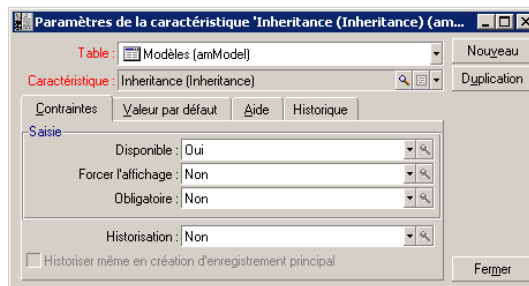 Paramètres de la caractéristique 'Inheritance (Inheritance) (am...
Table : Modèles (amModel)
Nouveau
Caractéristique : Inheritance (Inheritance)
Duplication
Contraintes Valeur par défaut Aide Historique
Saisie
Disponible : Oui
Forcer l'affichage : Non
Obligatoire : Non
Historisation : Non
Historiser même en création d'enregistrement principal
Fermer